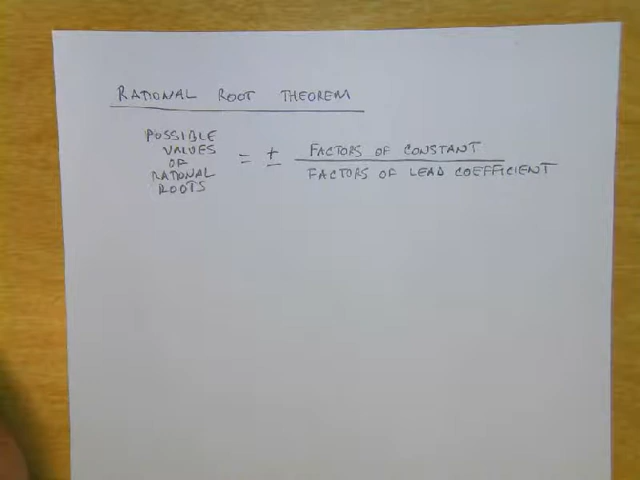 RATIONAL ROOT THEOREM
POSSIBLE
VALUES
OF
RATIONAL
ROOTS
= ±
FACTORS OF CONSTANT
FACTORS OF LEAD COEFFICIENT